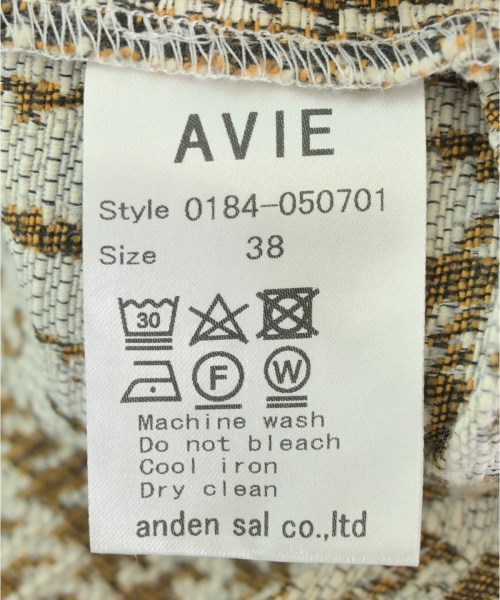 AVIE
Style 0184-050701
Size 38
30
F W
Machine wash
Do not bleach
Cool iron
Dry clean
anden sal co.,ltd